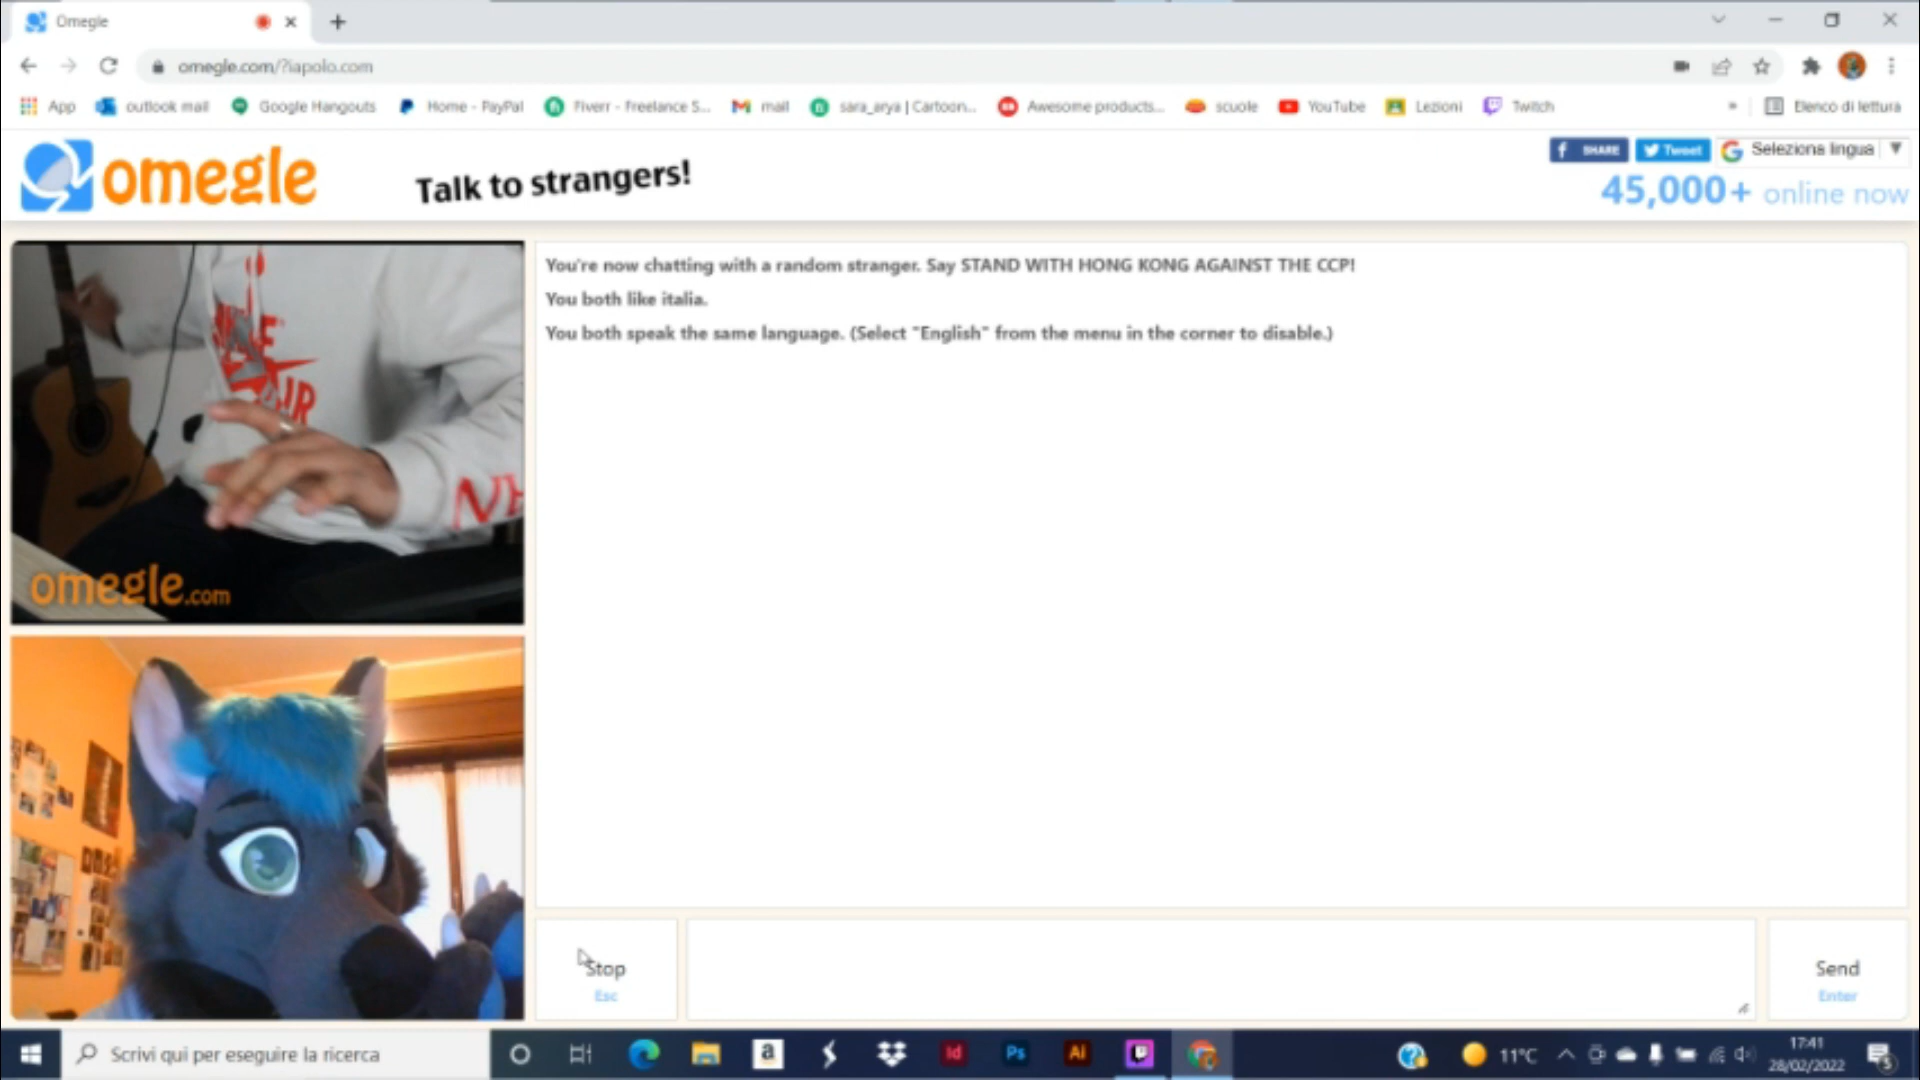 Omegle
omegle.com/?iapolo.com
App
outlook mail
Google Hangouts
Home - PayPal
Fiverr - Freelance S...
mail
sara_arya | Cartoon...
Awesome products...
scuole
YouTube
Lezioni
Twitch
»
Elenco di lettura
omegle
Talk to strangers!
SHARE
Tweet
Seleziona lingua
45,000+ online now
You're now chatting with a random stranger. Say STAND WITH HONG KONG AGAINST THE CCP!
You both like italia.
You both speak the same language. (Select "English" from the menu in the corner to disable.)
omegle.com
Stop
Esc
Send
Enter
Scrivi qui per eseguire la ricerca
a
Id
Ps
Ai
11°C
17:41
28/02/2022
5